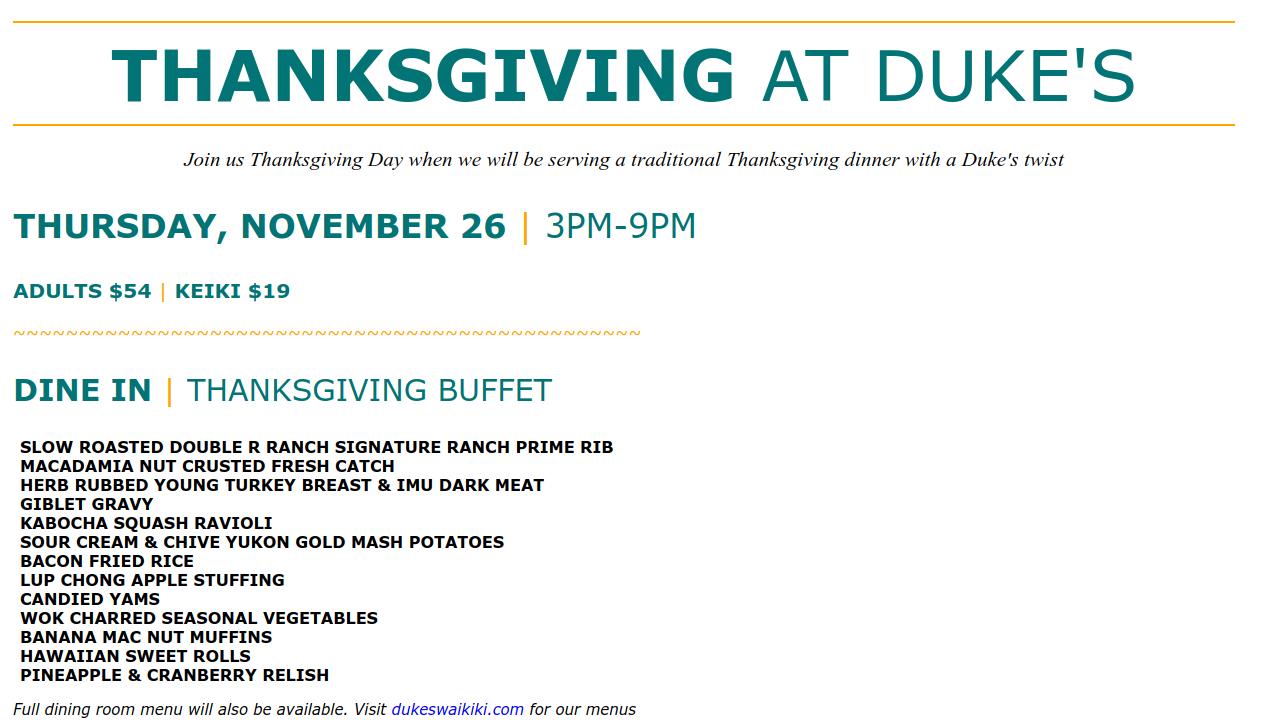 THANKSGIVING AT DUKE'S
Join us Thanksgiving Day when we will be serving a traditional Thanksgiving dinner with a Duke's twist
THURSDAY, NOVEMBER 26 | 3PM-9PM
ADULTS $54 | KEIKI $19
~~~~~~~~~~~~~~~~~~~~~~~~~~~~~~~~~~~~~~~~~~~~~~~~
DINE IN | THANKSGIVING BUFFET
SLOW ROASTED DOUBLE R RANCH SIGNATURE RANCH PRIME RIB
MACADAMIA NUT CRUSTED FRESH CATCH
HERB RUBBED YOUNG TURKEY BREAST & IMU DARK MEAT
GIBLET GRAVY
KABOCHA SQUASH RAVIOLI
SOUR CREAM & CHIVE YUKON GOLD MASH POTATOES
BACON FRIED RICE
LUP CHONG APPLE STUFFING
CANDIED YAMS
WOK CHARRED SEASONAL VEGETABLES
BANANA MAC NUT MUFFINS
HAWAIIAN SWEET ROLLS
PINEAPPLE & CRANBERRY RELISH
Full dining room menu will also be available. Visit dukeswaikiki.com for our menus